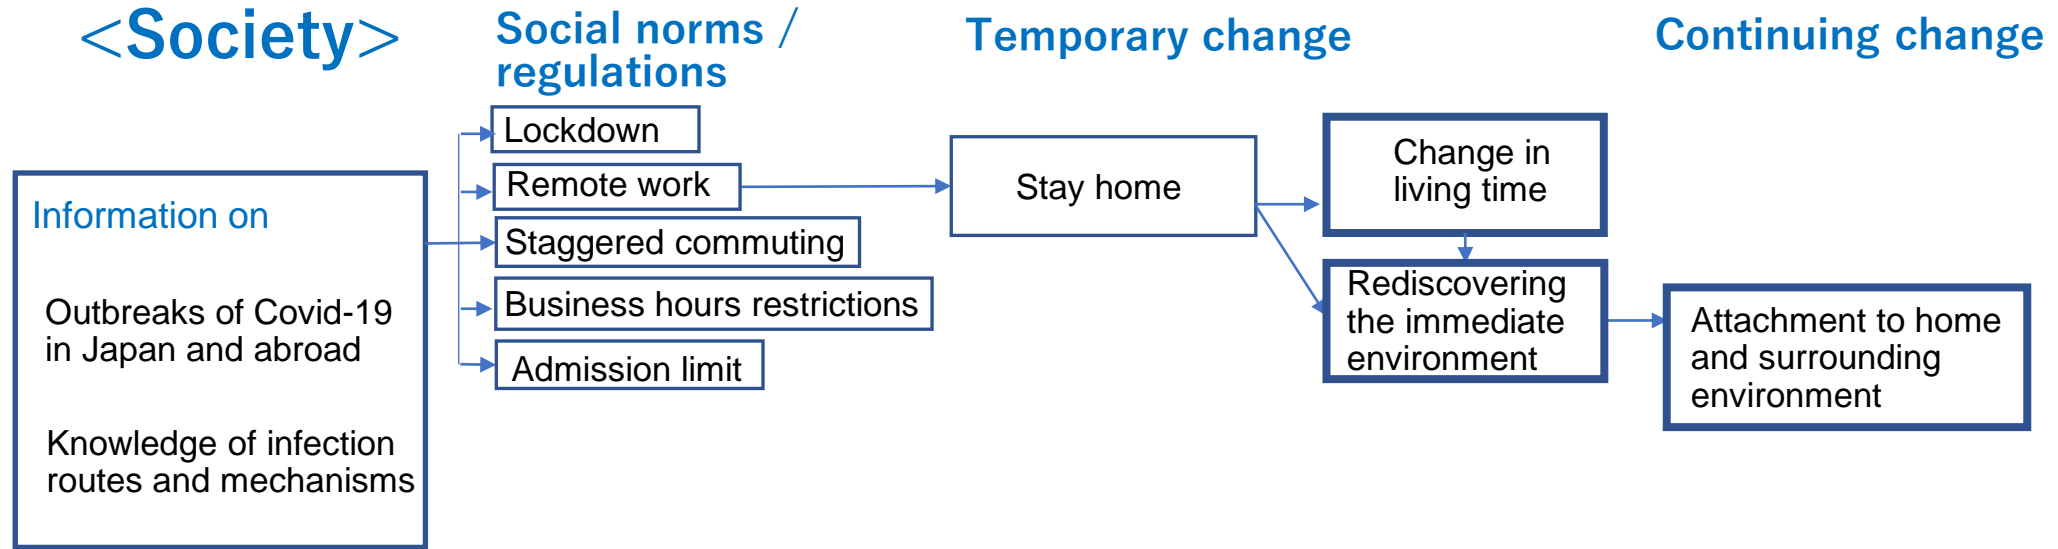 <Society>
Social norms /
regulations
Temporary change
Continuing change
Information on
Outbreaks of Covid-19
in Japan and abroad
Knowledge of infection
routes and mechanisms
Lockdown
Remote work
Staggered commuting
Business hours restrictions
Admission limit
Stay home
Change in
living time
Rediscovering
the immediate
environment
Attachment to home
and surrounding
environment